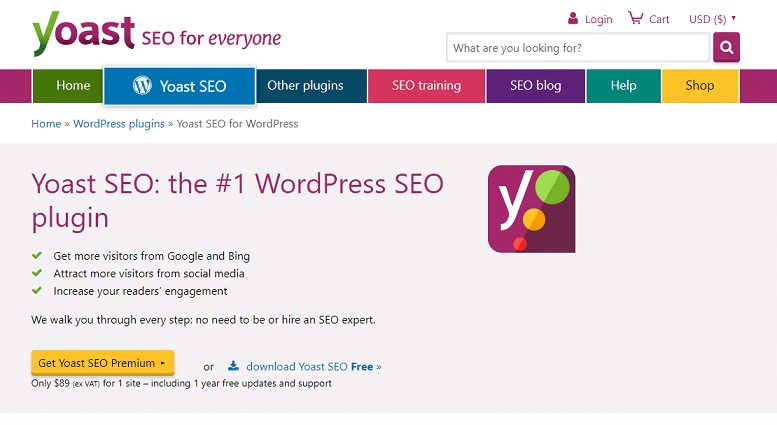 yoast SEO for everyone
Login Cart USD ($)
What are you looking for?
Home Yoast SEO Other plugins SEO training SEO blog Help Shop
Home » WordPress plugins » Yoast SEO for WordPress
Yoast SEO: the #1 WordPress SEO
plugin
y
Get more visitors from Google and Bing
Attract more visitors from social media
Increase your readers’ engagement
We walk you through every step: no need to be or hire an SEO expert.
Get Yoast SEO Premium ▸ or download Yoast SEO Free »
Only $89 (ex VAT) for 1 site – including 1 year free updates and support